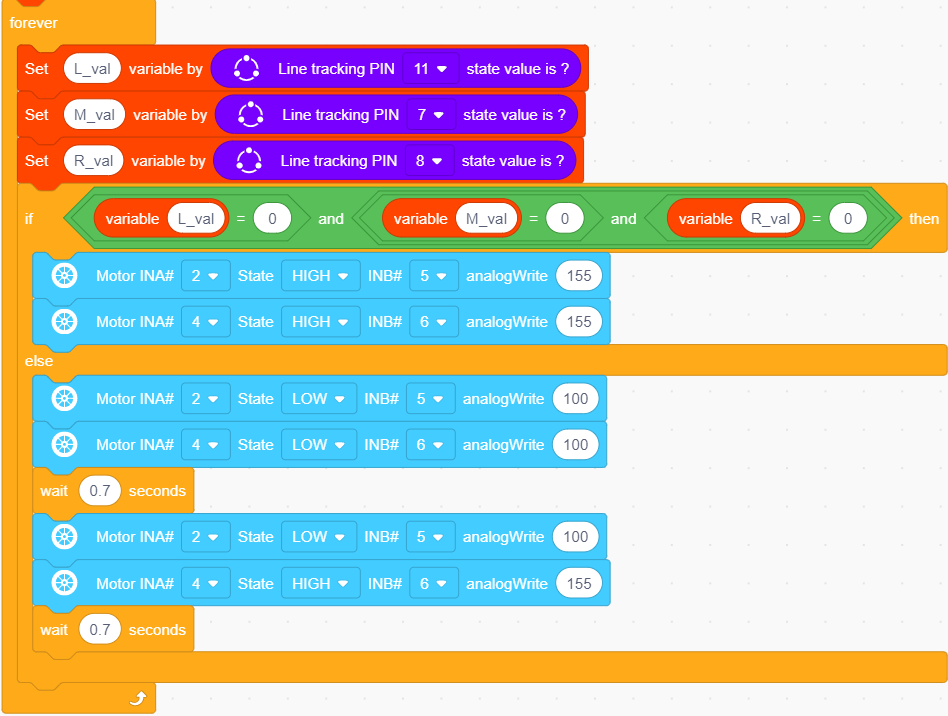 forever
Set L_val variable by Line tracking PIN 11 state value is ?
Set M_val variable by Line tracking PIN 7 state value is ?
Set R_val variable by Line tracking PIN 8 state value is ?
if variable L_val = 0 and variable M_val = 0 and variable R_val = 0 then
Motor INA# 2 State HIGH INB# 5 analogWrite 155
Motor INA# 4 State HIGH INB# 6 analogWrite 155
else
Motor INA# 2 State LOW INB# 5 analogWrite 100
Motor INA# 4 State LOW INB# 6 analogWrite 100
wait 0.7 seconds
Motor INA# 2 State LOW INB# 5 analogWrite 100
Motor INA# 4 State HIGH INB# 6 analogWrite 155
wait 0.7 seconds